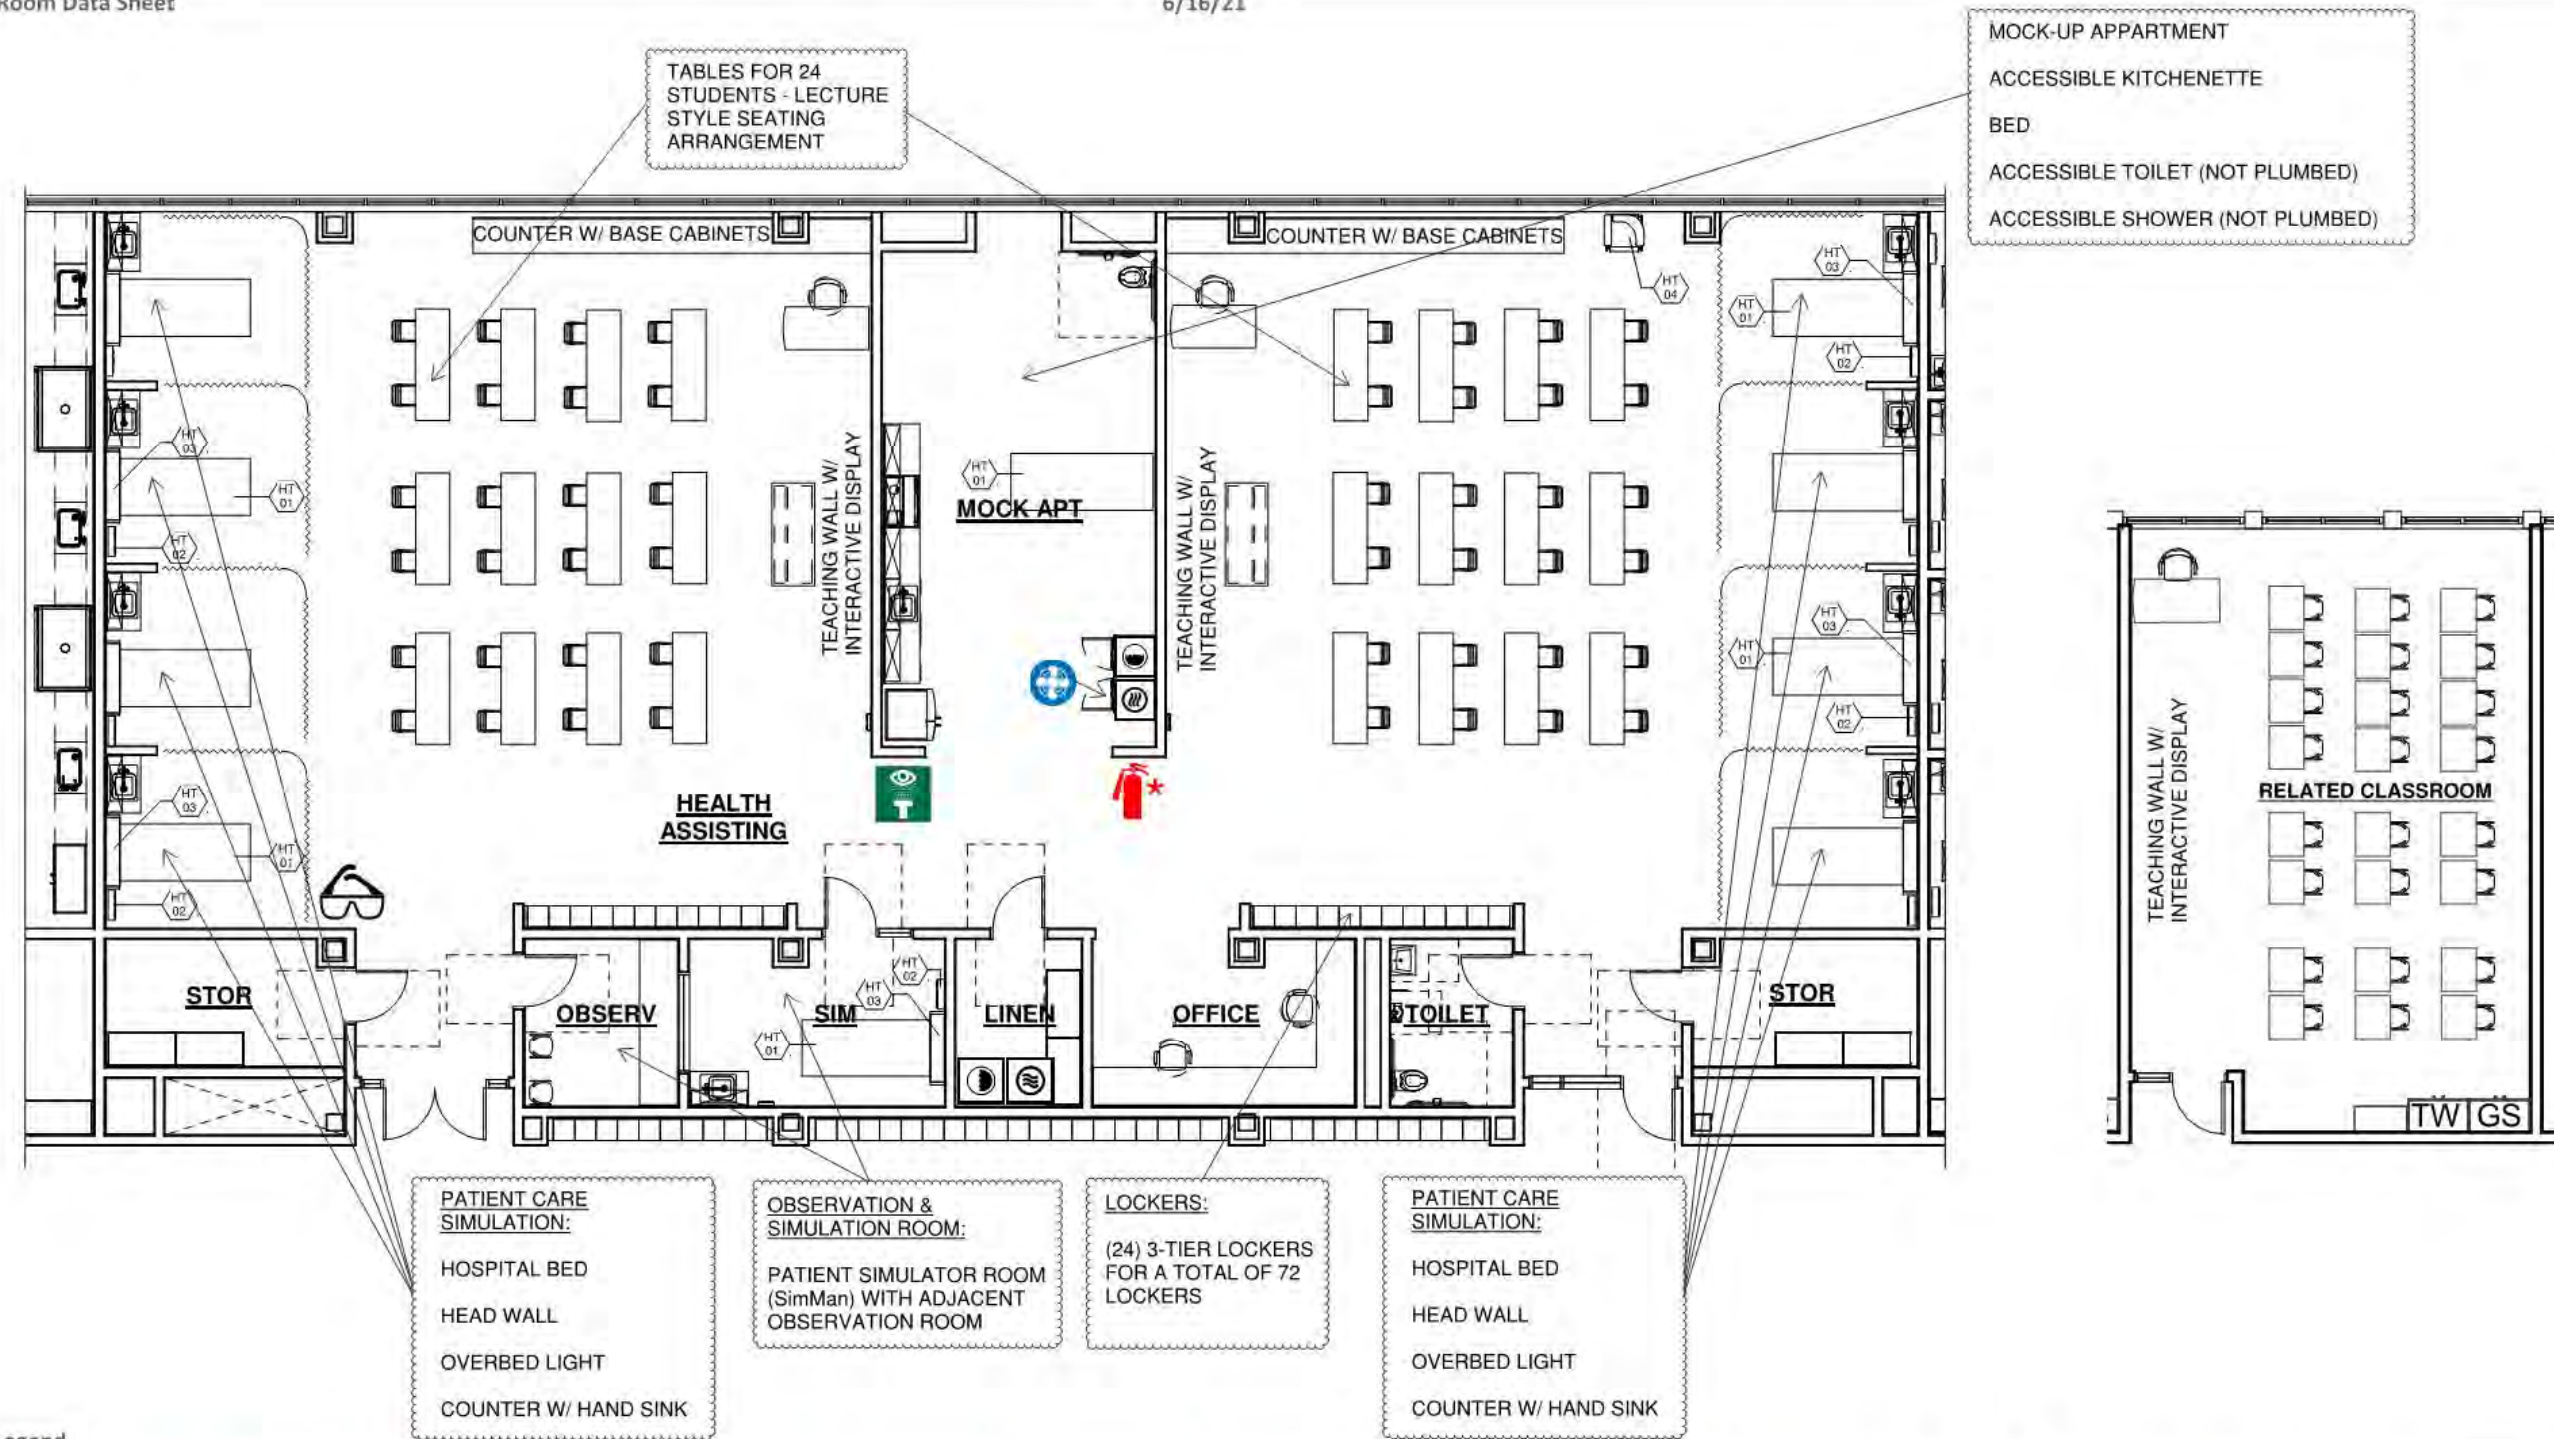 Room Data Sheet
6/16/21
TABLES FOR 24
STUDENTS - LECTURE
STYLE SEATING
ARRANGEMENT
MOCK-UP APPARTMENT
ACCESSIBLE KITCHENETTE
BED
ACCESSIBLE TOILET (NOT PLUMBED)
ACCESSIBLE SHOWER (NOT PLUMBED)
COUNTER W/ BASE CABINETS
COUNTER W/ BASE CABINETS
HT
03
HT
04
HT
01
HT
02
HT
03
HT
01
HT
02
TEACHING WALL W/
INTERACTIVE DISPLAY
HT
01
MOCK APT
TEACHING WALL W/
INTERACTIVE DISPLAY
HT
03
HT
01
HT
02
HT
03
HT
01
HT
02
HEALTH
ASSISTING
*
TEACHING WALL W/
INTERACTIVE DISPLAY
RELATED CLASSROOM
TW
GS
STOR
OBSERV
SIM
HT
02
HT
03
HT
01
LINEN
OFFICE
TOILET
STOR
PATIENT CARE
SIMULATION:
HOSPITAL BED
HEAD WALL
OVERBED LIGHT
COUNTER W/ HAND SINK
OBSERVATION &
SIMULATION ROOM:
PATIENT SIMULATOR ROOM
(SimMan) WITH ADJACENT
OBSERVATION ROOM
LOCKERS:
(24) 3-TIER LOCKERS
FOR A TOTAL OF 72
LOCKERS
PATIENT CARE
SIMULATION:
HOSPITAL BED
HEAD WALL
OVERBED LIGHT
COUNTER W/ HAND SINK